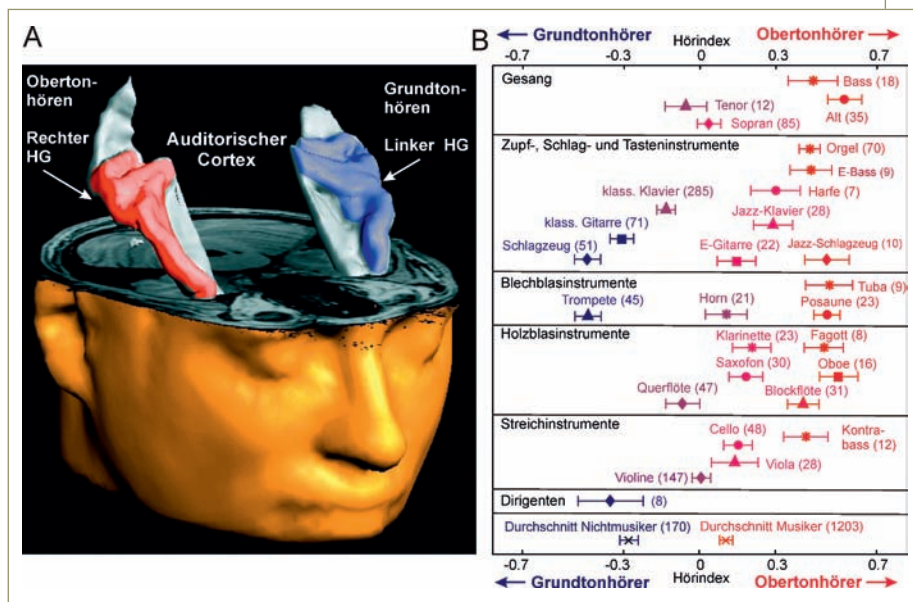 A
Oberton-
hören
Rechter
HG
Auditorischer
Cortex
Grundton-
hören
Linker HG
B
← Grundtonhörer
Hörindex
Obertonhörer →
-0.7 -0.3 0 0.3 0.7
Gesang
Bass (18)
Tenor (12)
Alt (35)
Sopran (85)
Zupf-, Schlag- und Tasteninstrumente
Orgel (70)
E-Bass (9)
klass. Klavier (285)
Harfe (7)
Jazz-Klavier (28)
klass. Gitarre (71)
Schlagzeug (51)
E-Gitarre (22)
Jazz-Schlagzeug (10)
Blechblasinstrumente
Tuba (9)
Trompete (45)
Horn (21)
Posaune (23)
Holzblasinstrumente
Klarinette (23)
Fagott (8)
Saxofon (30)
Oboe (16)
Querflöte (47)
Blockflöte (31)
Streichinstrumente
Cello (48)
Kontra-
bass (12)
Viola (28)
Violine (147)
Dirigenten
(8)
Durchschnitt Nichtmusiker (170)
Durchschnitt Musiker (1203)
-0.7 -0.3 0 0.3 0.7
← Grundtonhörer
Hörindex
Obertonhörer →